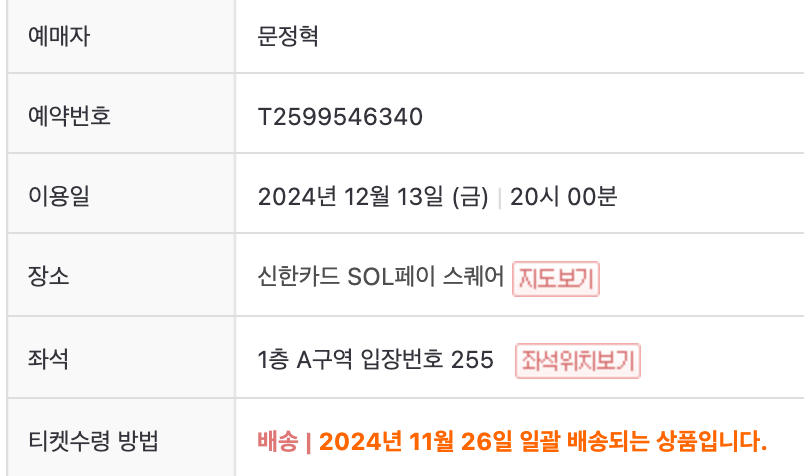 예매자 문정혁
예약번호 T2599546340
이용일 2024년 12월 13일 (금) | 20시 00분
장소 신한카드 SOL페이 스퀘어 지도보기
좌석 1층 A구역 입장번호 255 좌석위치보기
티켓수령 방법 배송 | 2024년 11월 26일 일괄 배송되는 상품입니다.